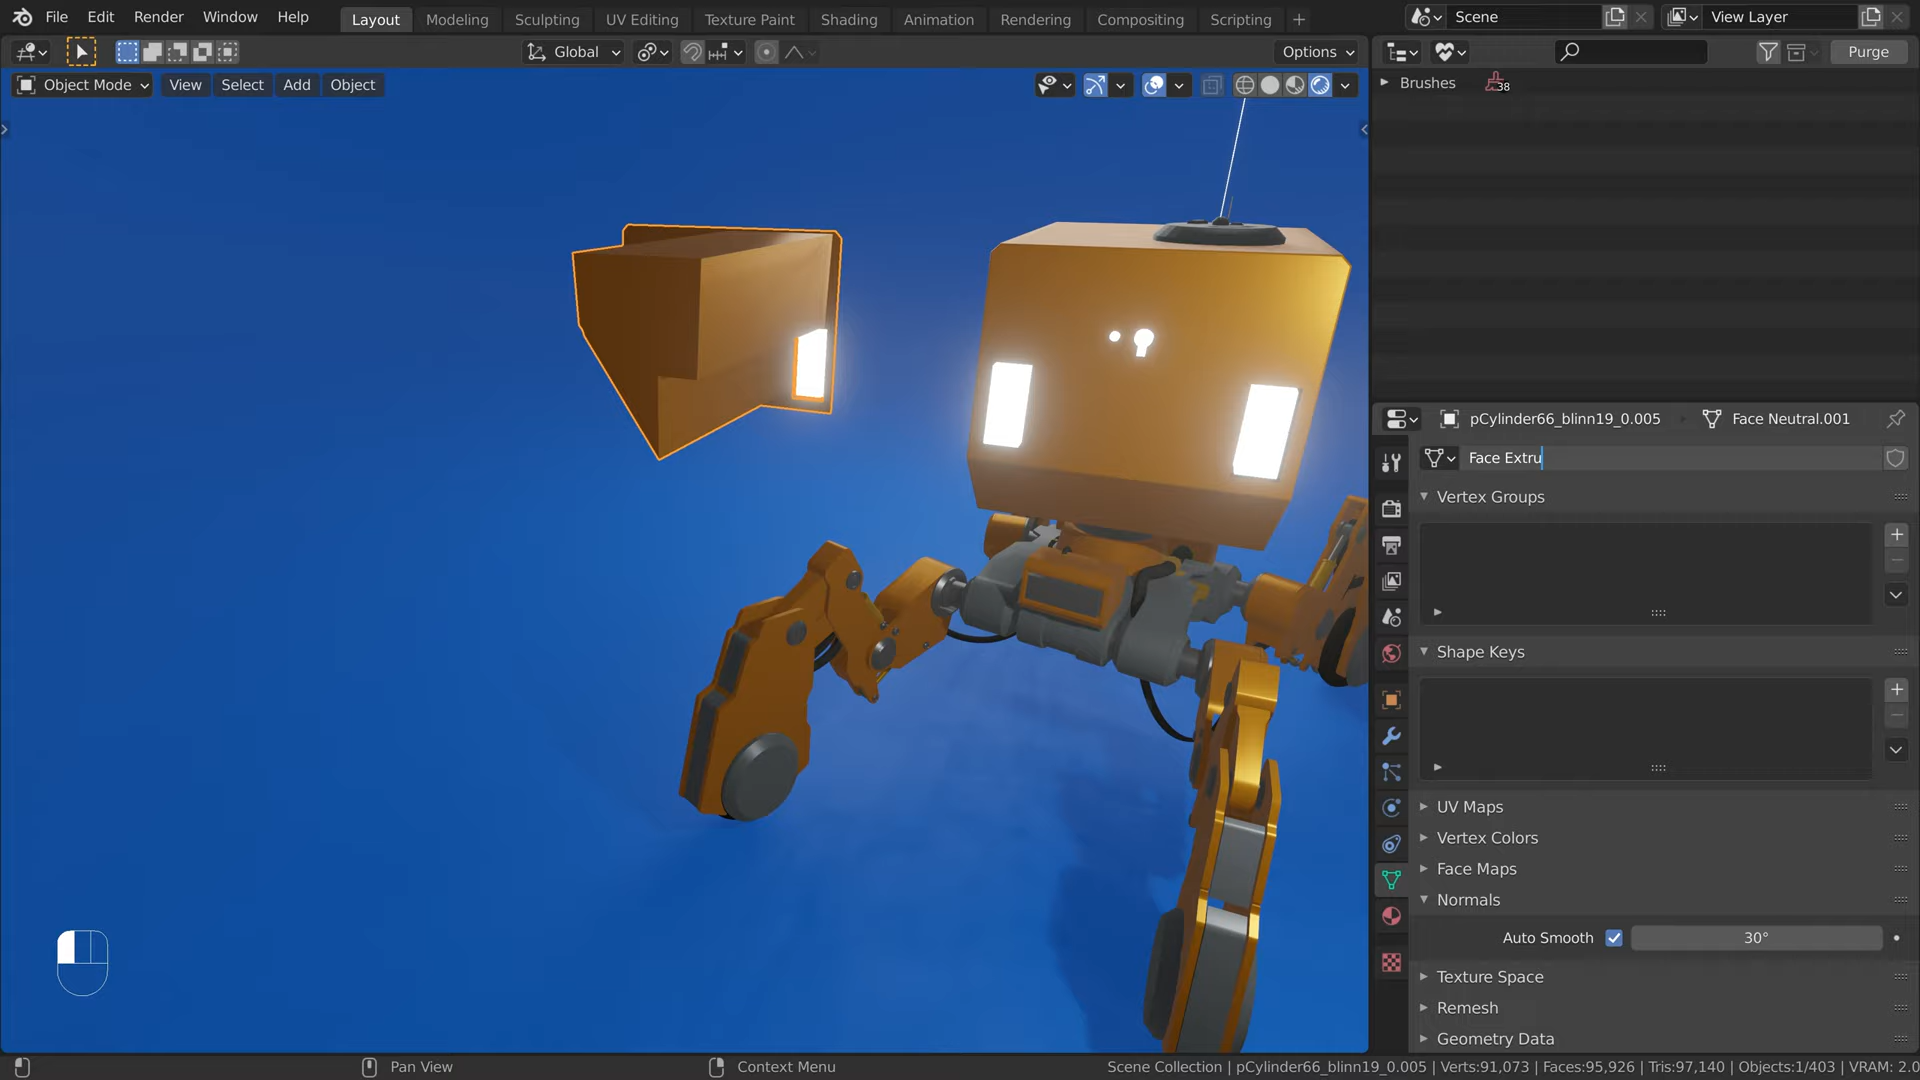 File Edit Render Window Help Layout Modeling Sculpting UV Editing Texture Paint Shading Animation Rendering Compositing Scripting + Scene View Layer
Global Options Purge
Object Mode View Select Add Object
Brushes 38
pCylinder66_blinn19_0.005 Face Neutral.001
Face Extru
Vertex Groups
Shape Keys
UV Maps
Vertex Colors
Face Maps
Normals
Auto Smooth 30°
Texture Space
Remesh
Geometry Data
Pan View Context Menu Scene Collection | pCylinder66_blinn19_0.005 | Verts:91,073 | Faces:95,926 | Tris:97,140 | Objects:1/403 | VRAM: 2.0